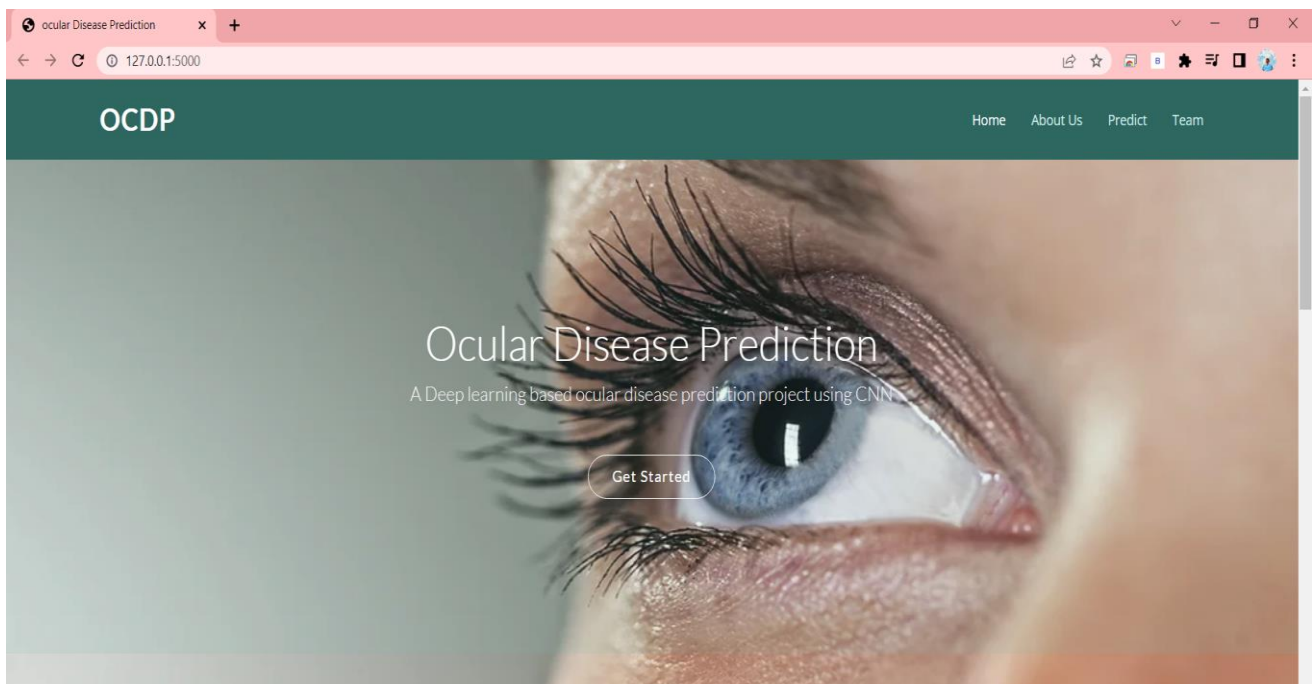 ocular Disease Prediction
127.0.0.1:5000
B
OCDP
Home About Us Predict Team
Ocular Disease Prediction
A Deep learning based ocular disease prediction project using CNN
Get Started